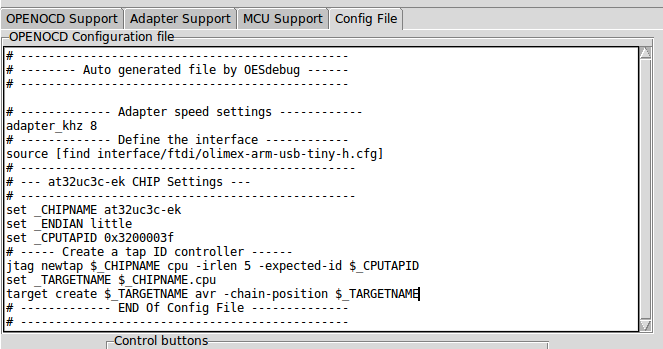 OPENOCD Support Adapter Support MCU Support Config File
OPENOCD Configuration file
# -----------------------------------------------
# -------- Auto generated file by OESdebug ------
# -----------------------------------------------
# ------------- Adapter speed settings ------------
adapter_khz 8
# ------------- Define the interface ------------
source [find interface/ftdi/olimex-arm-usb-tiny-h.cfg]
# ------------------------------------------------
# --- at32uc3c-ek CHIP Settings ---
# ------------------------------------------------
set _CHIPNAME at32uc3c-ek
set _ENDIAN little
set _CPUTAPID 0x3200003f
# ----- Create a tap ID controller ------
jtag newtap $_CHIPNAME cpu -irlen 5 -expected-id $_CPUTAPID
set _TARGETNAME $_CHIPNAME.cpu
target create $_TARGETNAME avr -chain-position $_TARGETNAME
# ------------- END Of Config File --------------
# -----------------------------------------------
Control buttons